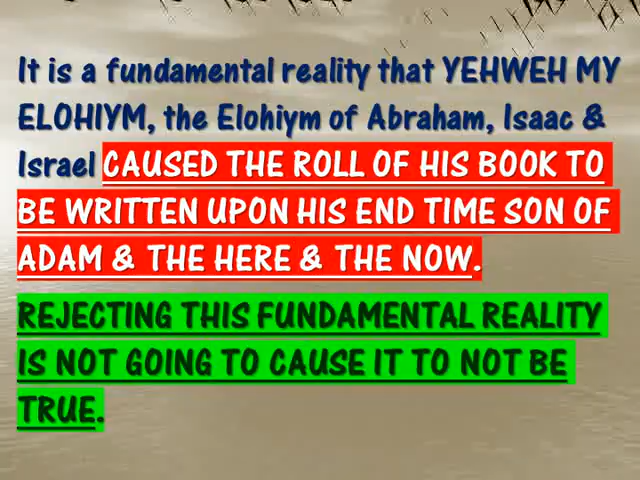 It is a fundamental reality that YEHWEH MY
ELOHIYM, the Elohiym of Abraham, Isaac &
Israel CAUSED THE ROLL OF HIS BOOK TO
BE WRITTEN UPON HIS END TIME SON OF
ADAM & THE HERE & THE NOW.
REJECTING THIS FUNDAMENTAL REALITY
IS NOT GOING TO CAUSE IT TO NOT BE
TRUE.